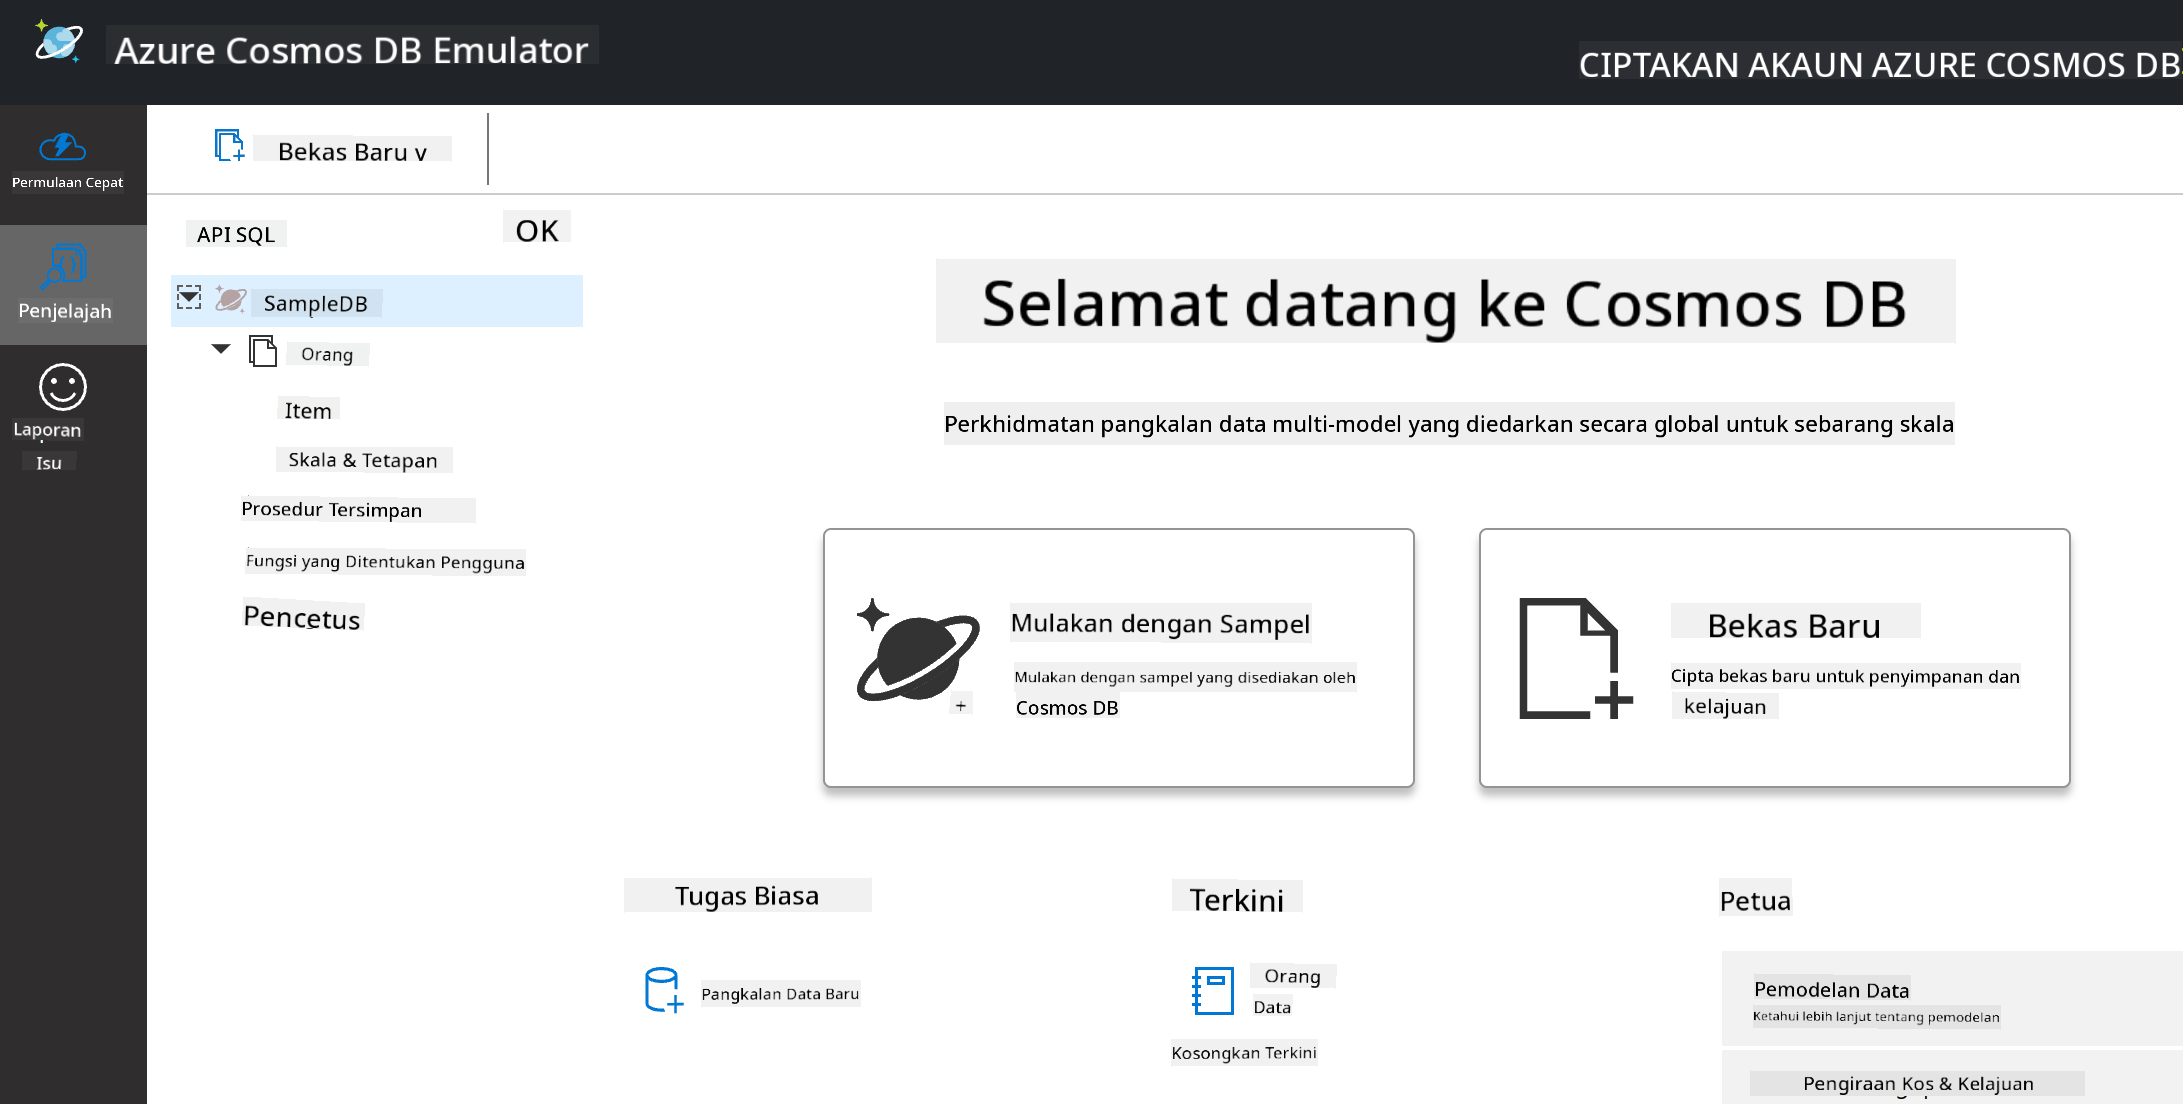 Azure Cosmos DB Emulator
CIPTAKAN AKAUN AZURE COSMOS DB
Permulaan Cepat
Penjelajah
Laporan
Isu
Bekas Baru v
API SQL
OK
SampleDB
Orang
Item
Skala & Tetapan
Prosedur Tersimpan
Fungsi yang Ditentukan Pengguna
Pencetus
Selamat datang ke Cosmos DB
Perkhidmatan pangkalan data multi-model yang diedarkan secara global untuk sebarang skala
Mulakan dengan Sampel
Mulakan dengan sampel yang disediakan oleh
Cosmos DB
+
Bekas Baru
Cipta bekas baru untuk penyimpanan dan
kelajuan
Tugas Biasa
Pangkalan Data Baru
Terkini
Orang
Data
Kosongkan Terkini
Petua
Pemodelan Data
Ketahui lebih lanjut tentang pemodelan
Pengiraan Kos & Kelajuan